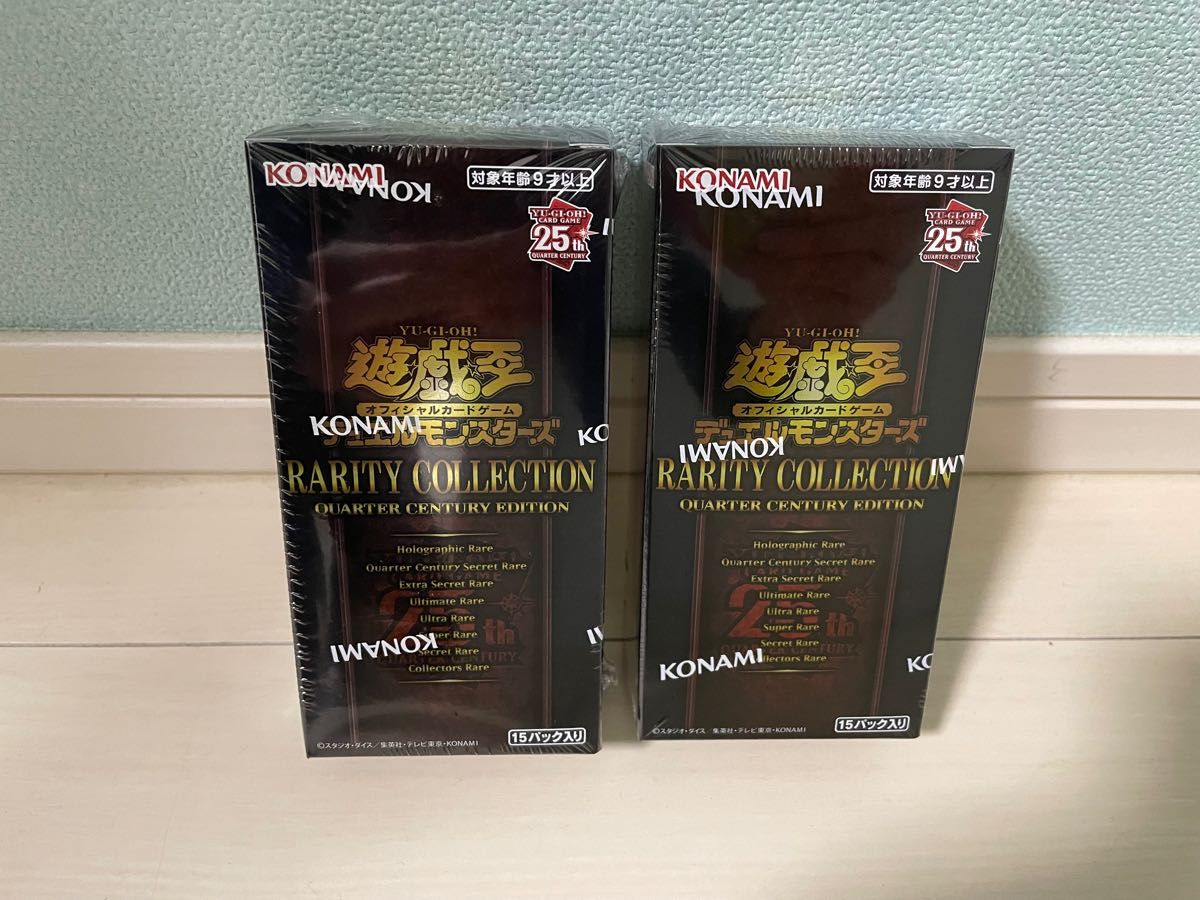 KONAMI
KONAMI
対象年齢9才以上
YU-GI-OH!
CARD GAME
25th
QUARTER CENTURY
YU-GI-OH!
遊戯王
オフィシャルカードゲーム
デュエルモンスターズ
KONAMI
KO
RARITY COLLECTION
QUARTER CENTURY EDITION
Holographic Rare
Quarter Century Secret Rare
Extra Secret Rare
Ultimate Rare
Ultra Rare
Super Rare
Secret Rare
Collectors Rare
25th
QUARTER CENTURY
KONAMI
KONAMI
15パック入り
©スタジオ・ダイス/集英社・テレビ東京・KONAMI
KONAMI
KONAMI
対象年齢9才以上
YU-GI-OH!
CARD GAME
25th
QUARTER CENTURY
YU-GI-OH!
遊戯王
オフィシャルカードゲーム
デュエルモンスターズ
KONAMI
AMI
RARITY COLLECTION
QUARTER CENTURY EDITION
Holographic Rare
Quarter Century Secret Rare
Extra Secret Rare
Ultimate Rare
Ultra Rare
Super Rare
Secret Rare
Collectors Rare
25th
QUARTER CENTURY
KONAMI
KO
15パック入り
©スタジオ・ダイス/集英社・テレビ東京・KONAMI